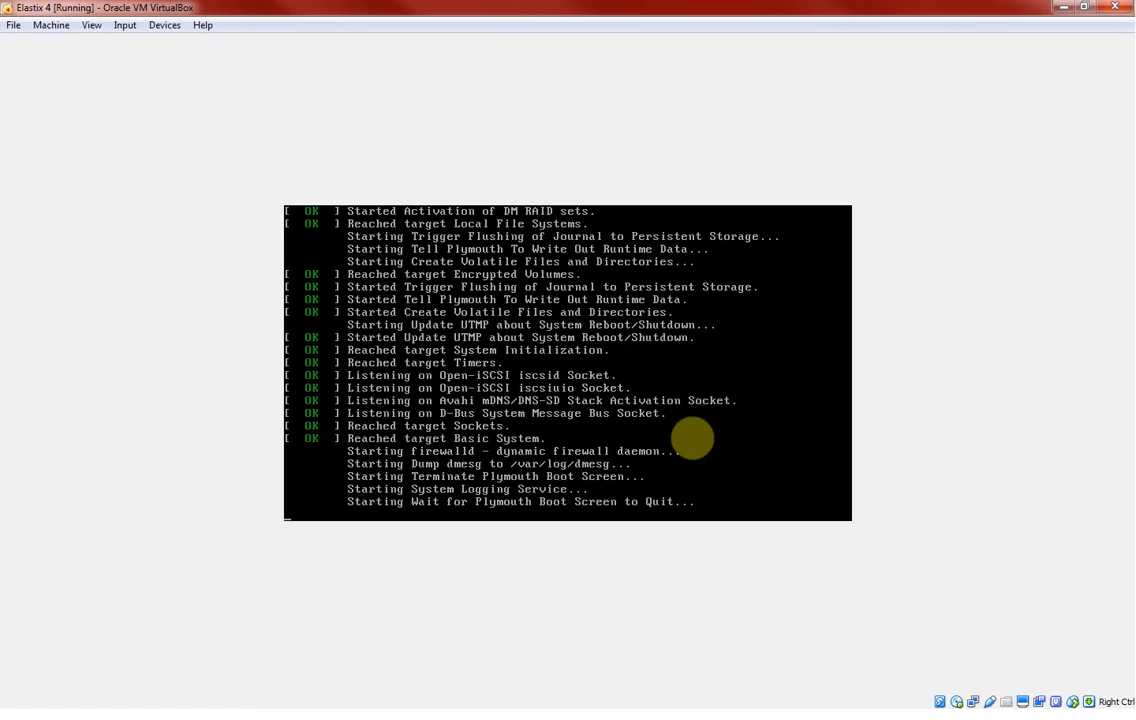 Elastix 4 [Running] - Oracle VM VirtualBox
File Machine View Input Devices Help
[  OK  ] Started Activation of DM RAID sets.
[  OK  ] Reached target Local File Systems.
Starting Trigger Flushing of Journal to Persistent Storage...
Starting Tell Plymouth To Write Out Runtime Data...
Starting Create Volatile Files and Directories...
[  OK  ] Reached target Encrypted Volumes.
[  OK  ] Started Trigger Flushing of Journal to Persistent Storage.
[  OK  ] Started Tell Plymouth To Write Out Runtime Data.
[  OK  ] Started Create Volatile Files and Directories.
Starting Update UTMP about System Reboot/Shutdown...
[  OK  ] Started Update UTMP about System Reboot/Shutdown.
[  OK  ] Reached target System Initialization.
[  OK  ] Reached target Timers.
[  OK  ] Listening on Open-iSCSI iscsid Socket.
[  OK  ] Listening on Open-iSCSI iscsiuio Socket.
[  OK  ] Listening on Avahi mDNS/DNS-SD Stack Activation Socket.
[  OK  ] Listening on D-Bus System Message Bus Socket.
[  OK  ] Reached target Sockets.
[  OK  ] Reached target Basic System.
Starting firewalld - dynamic firewall daemon...
Starting Dump dmesg to /var/log/dmesg...
Starting Terminate Plymouth Boot Screen...
Starting System Logging Service...
Starting Wait for Plymouth Boot Screen to Quit...
Right Ctrl